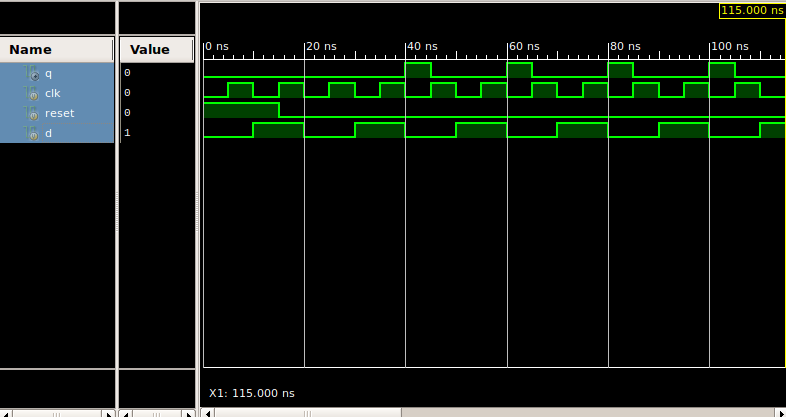 115.000 ns
Name Value
0 ns 20 ns 40 ns 60 ns 80 ns 100 ns
q 0
clk 0
reset 0
d 1
X1: 115.000 ns